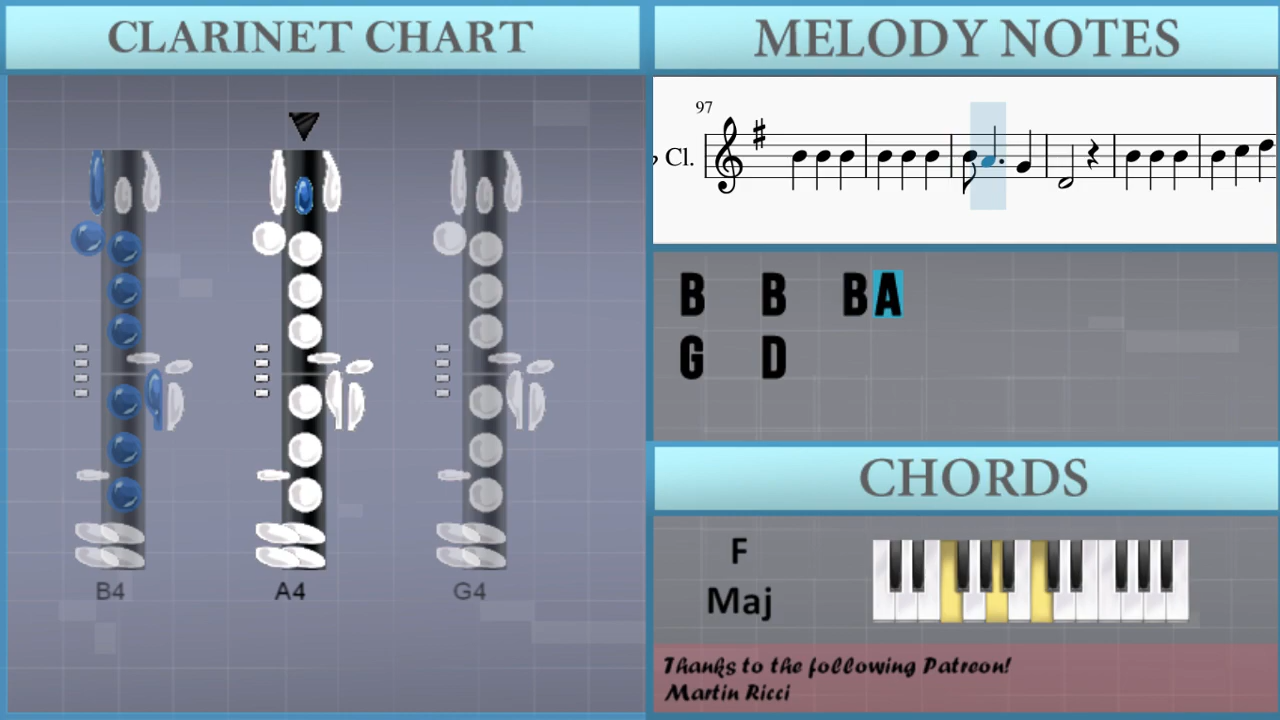 CLARINET CHART
B4
A4
G4
MELODY NOTES
97
Cl.
B B BA
G D
CHORDS
F
Maj
Thanks to the following Patreon!
Martin Ricci